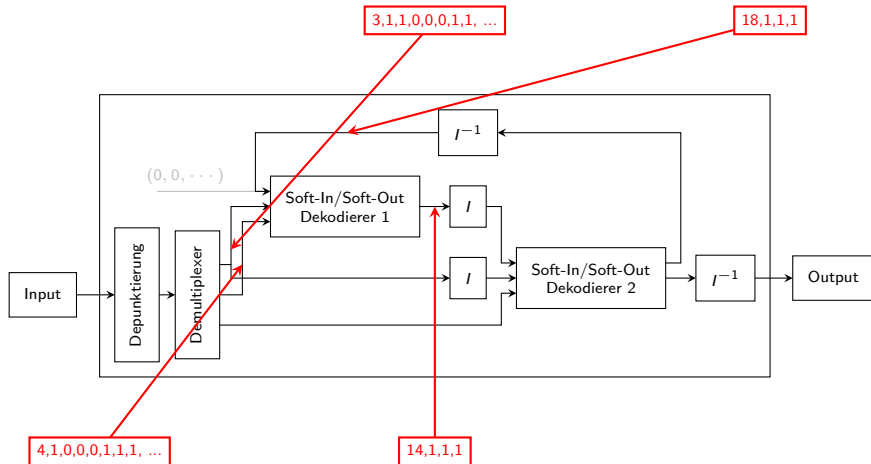 3,1,1,0,0,0,1,1, ...
18,1,1,1
I⁻¹
(0, 0, ···)
Soft-In/Soft-Out
Dekodierer 1
I
Depunktierung
Demultiplexer
I
Soft-In/Soft-Out
Dekodierer 2
I⁻¹
Input
Output
4,1,0,0,0,1,1,1, ...
14,1,1,1